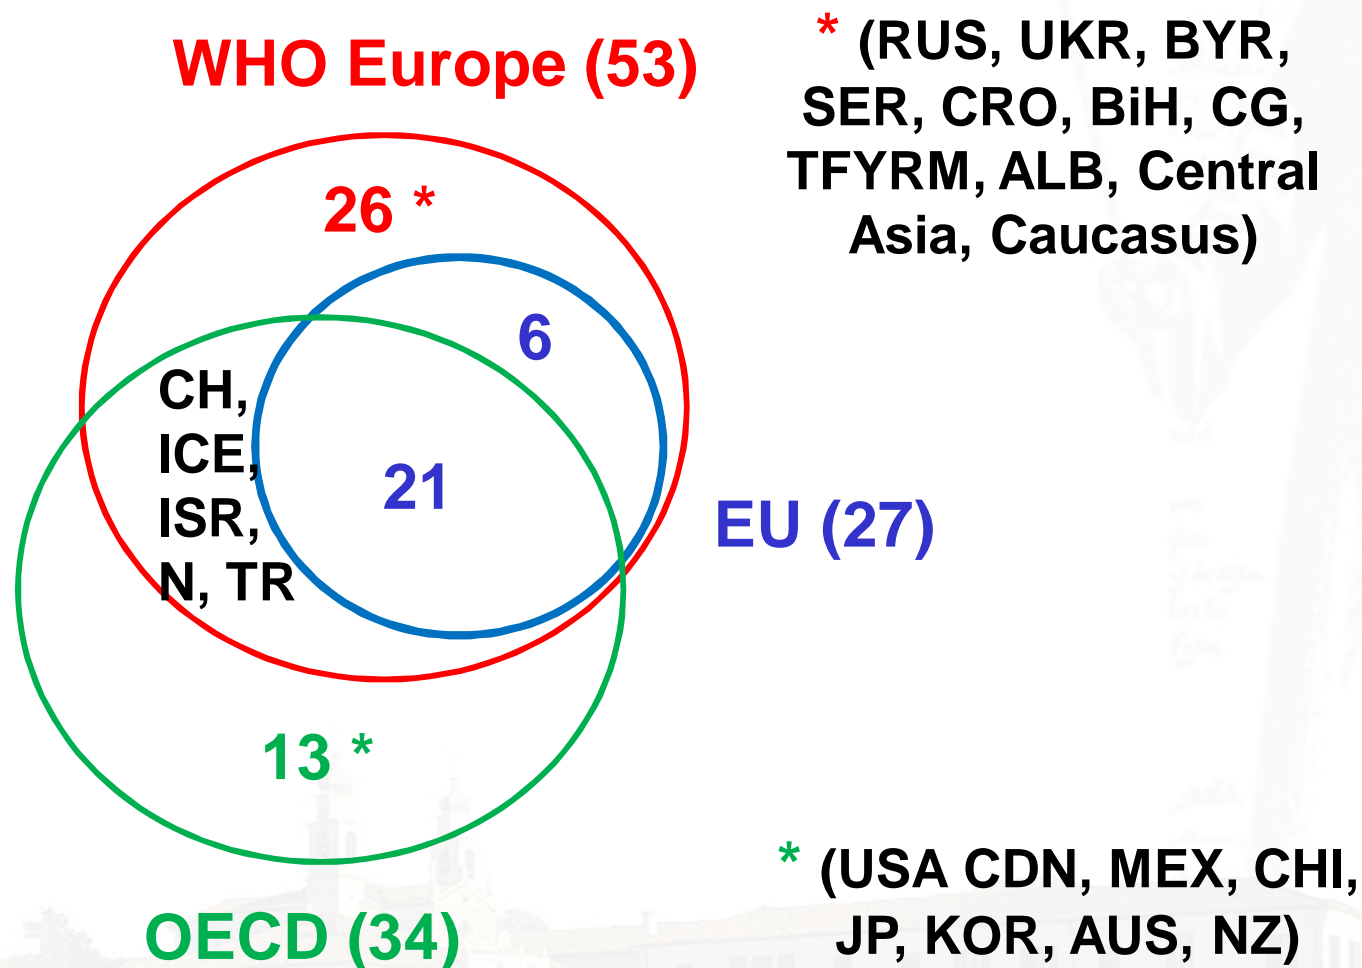 WHO Europe (53)
* (RUS, UKR, BYR,
SER, CRO, BiH, CG,
TFYRM, ALB, Central
Asia, Caucasus)
26 *
6
CH,
ICE,
ISR,
N, TR
21
EU (27)
13 *
* (USA CDN, MEX, CHI,
JP, KOR, AUS, NZ)
OECD (34)